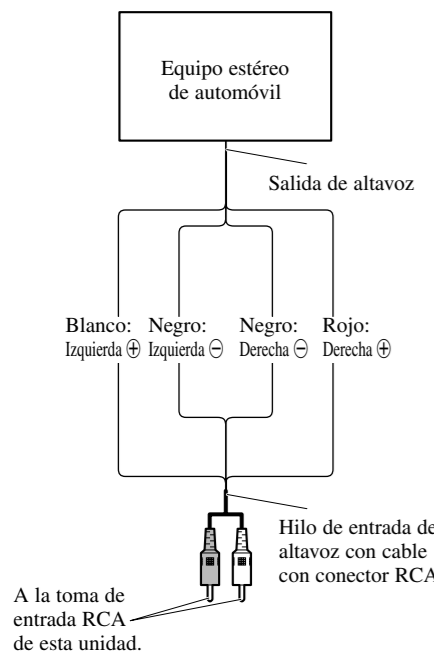 Equipo estéreo
de automóvil
Salida de altavoz
Blanco: Negro: Negro: Rojo:
Izquierda ⊕ Izquierda ⊖ Derecha ⊖ Derecha ⊕
Hilo de entrada de
altavoz con cable
con conector RCA
A la toma de
entrada RCA
de esta unidad.